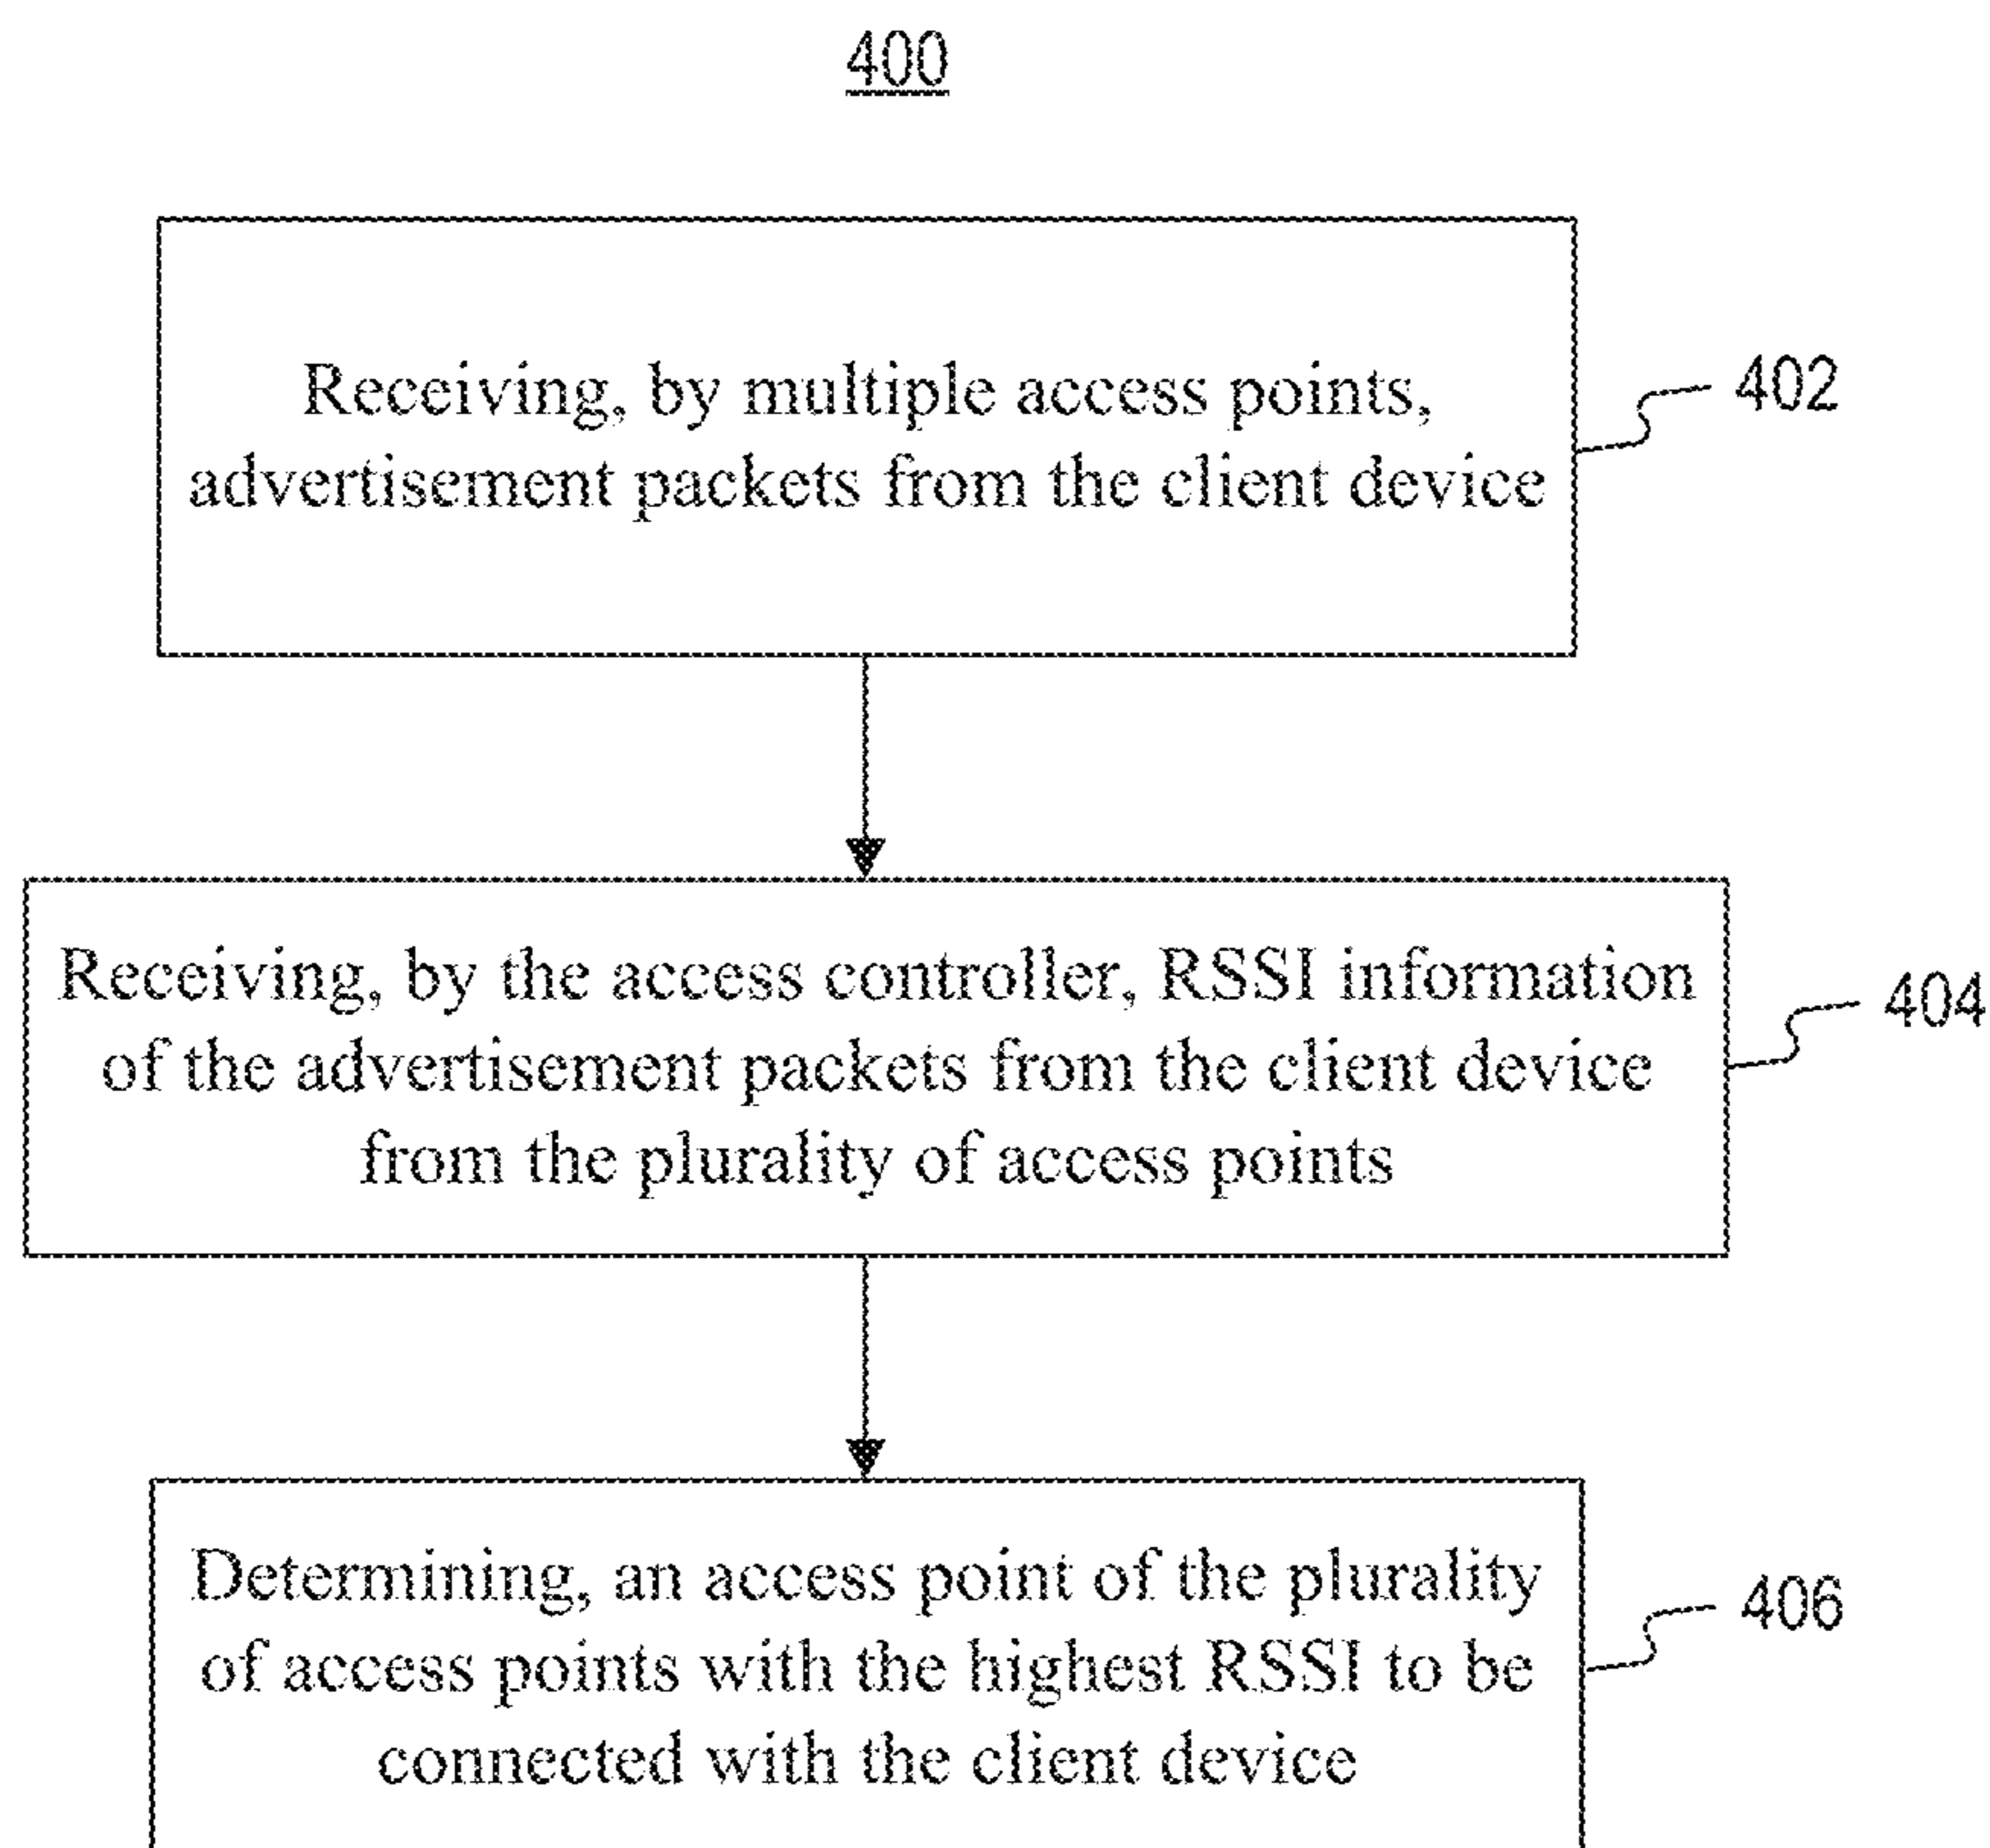 400
Receiving, by multiple access points,
advertisement packets from the client device
402
Receiving, by the access controller, RSSI information
of the advertisement packets from the client device
from the plurality of access points
404
Determining, an access point of the plurality
of access points with the highest RSSI to be
connected with the client device
406